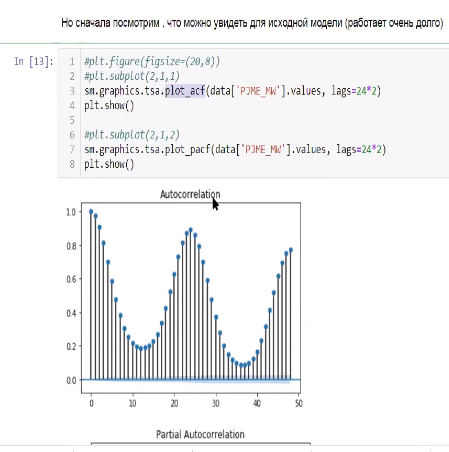 Но сначала посмотрим , что можно увидеть для исходной модели (работает очень долго)
In [13]:
1 #plt.figure(figsize=(20,8))
2 #plt.subplot(2,1,1)
3 sm.graphics.tsa.plot_acf(data['PJME_MW'].values, lags=24*2)
4 plt.show()
5
6 #plt.subplot(2,1,2)
7 sm.graphics.tsa.plot_pacf(data['PJME_MW'].values, lags=24*2)
8 plt.show()
Autocorrelation
1.0
0.8
0.6
0.4
0.2
0.0
0 10 20 30 40 50
Partial Autocorrelation